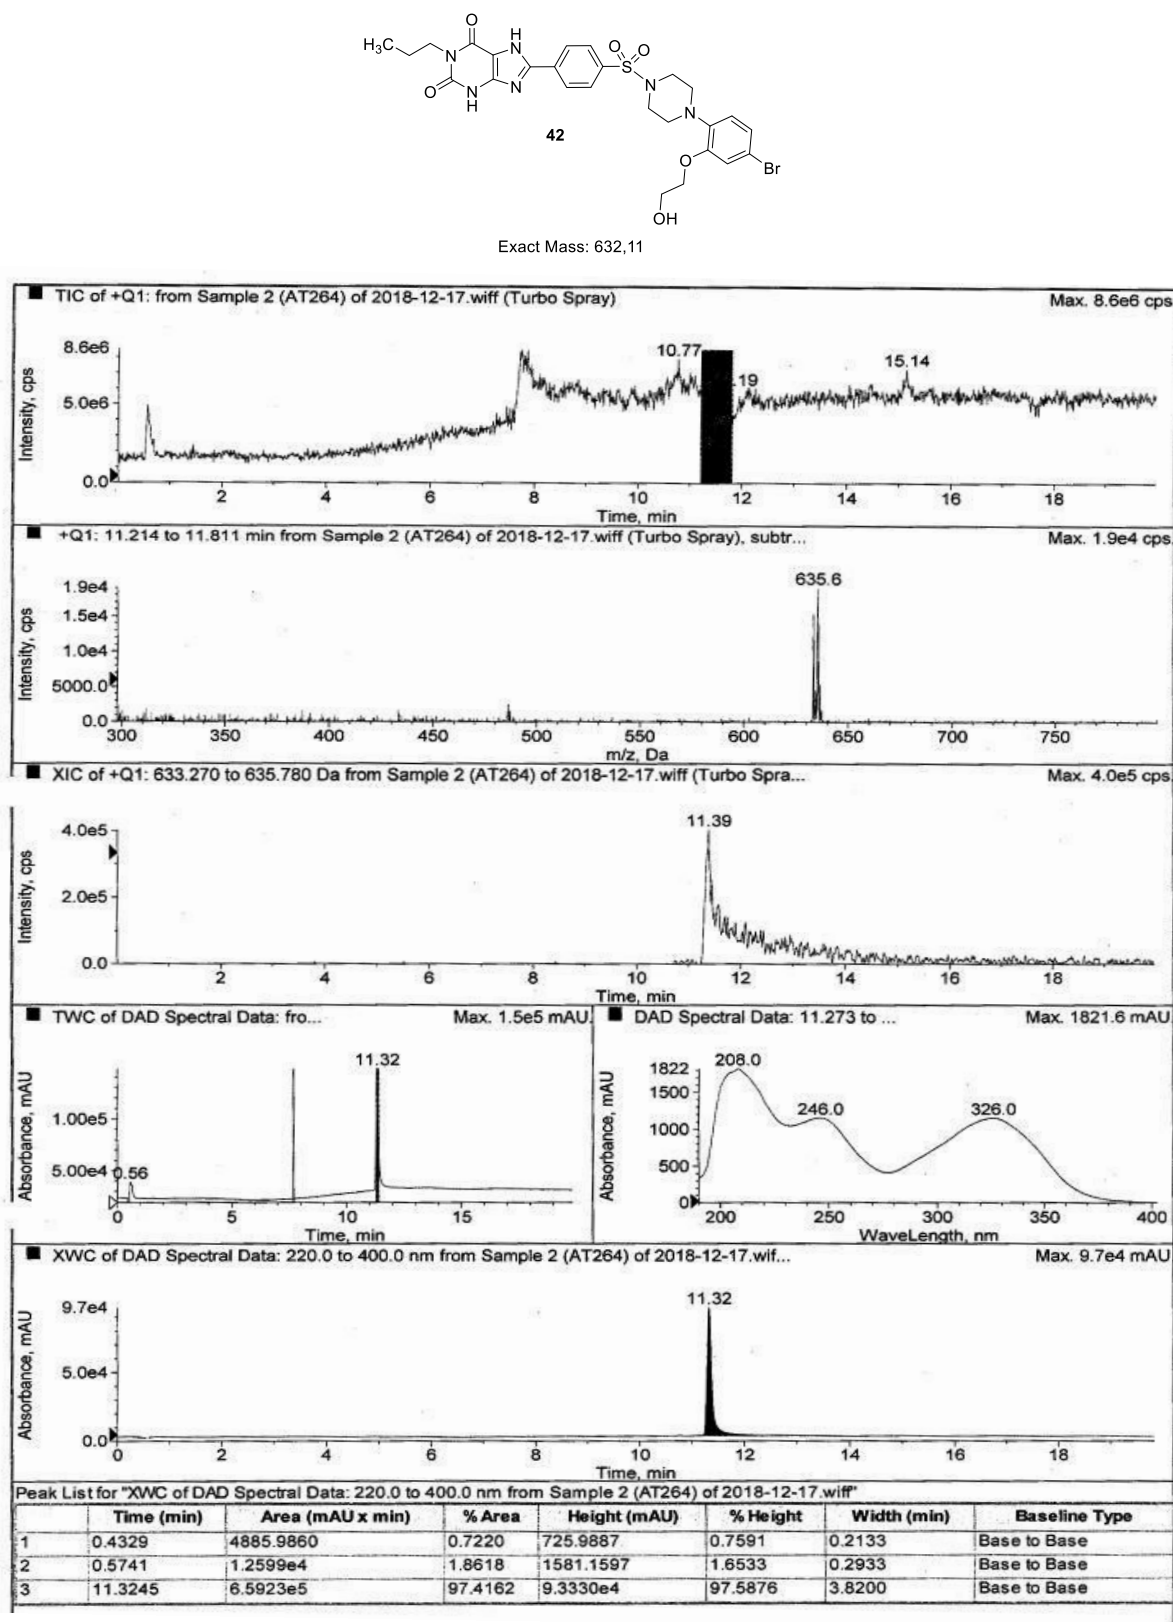 O
H
N
H3C
N
O
N
H
N
O
O
S
N
N
O
Br
OH
42
Exact Mass: 632,11
TIC of +Q1: from Sample 2 (AT264) of 2018-12-17.wiff (Turbo Spray) Max. 8.6e6 cps
Intensity, cps
8.6e6
5.0e6
0.0
10.77
.19
15.14
2 4 6 8 10 12 14 16 18
Time, min
+Q1: 11.214 to 11.811 min from Sample 2 (AT264) of 2018-12-17.wiff (Turbo Spray), subtr... Max. 1.9e4 cps.
Intensity, cps
1.9e4
1.5e4
1.0e4
5000.0
0.0
635.6
300 350 400 450 500 550 600 650 700 750
m/z, Da
XIC of +Q1: 633.270 to 635.780 Da from Sample 2 (AT264) of 2018-12-17.wiff (Turbo Spra... Max. 4.0e5 cps.
Intensity, cps
4.0e5
2.0e5
0.0
11.39
2 4 6 8 10 12 14 16 18
Time, min
TWC of DAD Spectral Data: fro... Max. 1.5e5 mAU.
Absorbance, mAU
1.00e5
5.00e4
0.56
11.32
0 5 10 15
Time, min
DAD Spectral Data: 11.273 to ... Max. 1821.6 mAU
Absorbance, mAU
1822
1500
1000
500
0
208.0
246.0
326.0
200 250 300 350 400
WaveLength, nm
XWC of DAD Spectral Data: 220.0 to 400.0 nm from Sample 2 (AT264) of 2018-12-17.wif... Max. 9.7e4 mAU
Absorbance, mAU
9.7e4
5.0e4
0.0
11.32
0 2 4 6 8 10 12 14 16 18
Time, min
Peak List for "XWC of DAD Spectral Data: 220.0 to 400.0 nm from Sample 2 (AT264) of 2018-12-17.wiff"
Time (min) Area (mAU x min) % Area Height (mAU) % Height Width (min) Baseline Type
1 0.4329 4885.9860 0.7220 725.9887 0.7591 0.2133 Base to Base
2 0.5741 1.2599e4 1.8618 1581.1597 1.6533 0.2933 Base to Base
3 11.3245 6.5923e5 97.4162 9.3330e4 97.5876 3.8200 Base to Base